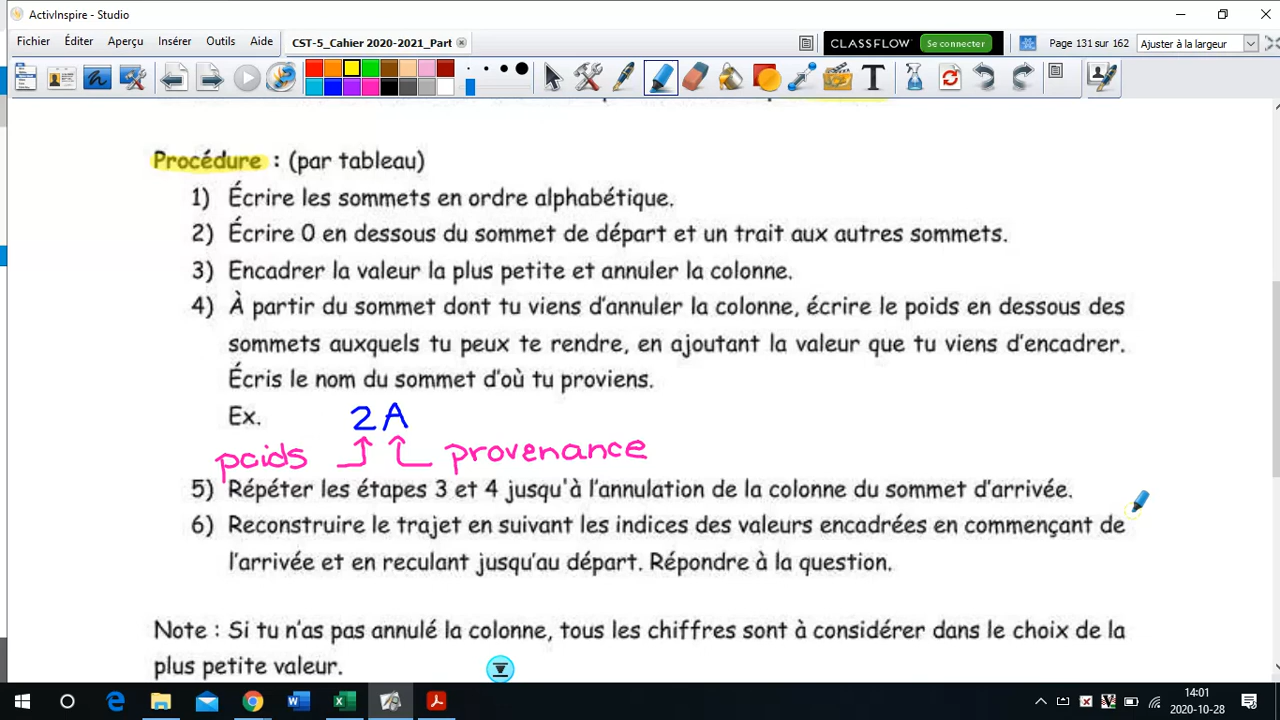 ActivInspire - Studio
Fichier Éditer Aperçu Insérer Outils Aide CST-5_Cahier 2020-2021_Part CLASSFLOW Se connecter Page 131 sur 162 Ajuster à la largeur
Procédure : (par tableau)
1) Écrire les sommets en ordre alphabétique.
2) Écrire 0 en dessous du sommet de départ et un trait aux autres sommets.
3) Encadrer la valeur la plus petite et annuler la colonne.
4) À partir du sommet dont tu viens d'annuler la colonne, écrire le poids en dessous des
sommets auxquels tu peux te rendre, en ajoutant la valeur que tu viens d'encadrer.
Écris le nom du sommet d'où tu proviens.
Ex. 2 A
poids provenance
5) Répéter les étapes 3 et 4 jusqu'à l'annulation de la colonne du sommet d'arrivée.
6) Reconstruire le trajet en suivant les indices des valeurs encadrées en commençant de
l'arrivée et en reculant jusqu'au départ. Répondre à la question.
Note : Si tu n'as pas annulé la colonne, tous les chiffres sont à considérer dans le choix de la
plus petite valeur.
14:01
2020-10-28